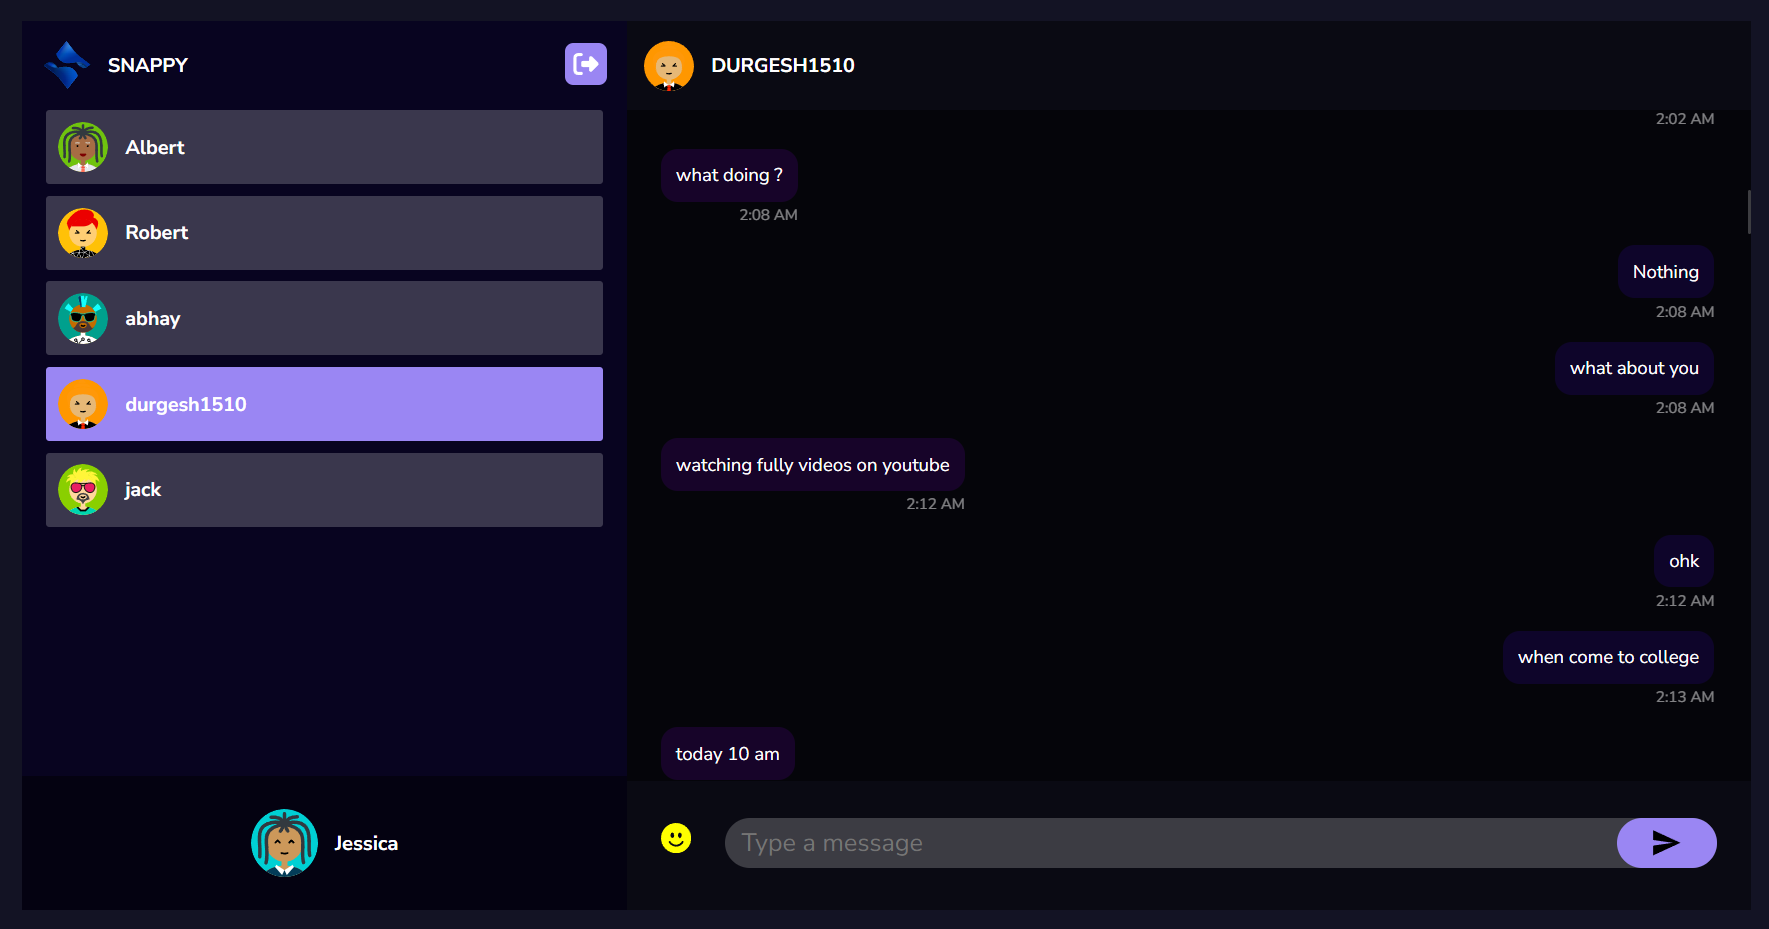 SNAPPY
Albert
Robert
abhay
durgesh1510
jack
Jessica
DURGESH1510
2:02 AM
what doing ?
2:08 AM
Nothing
2:08 AM
what about you
2:08 AM
watching fully videos on youtube
2:12 AM
ohk
2:12 AM
when come to college
2:13 AM
today 10 am
Type a message